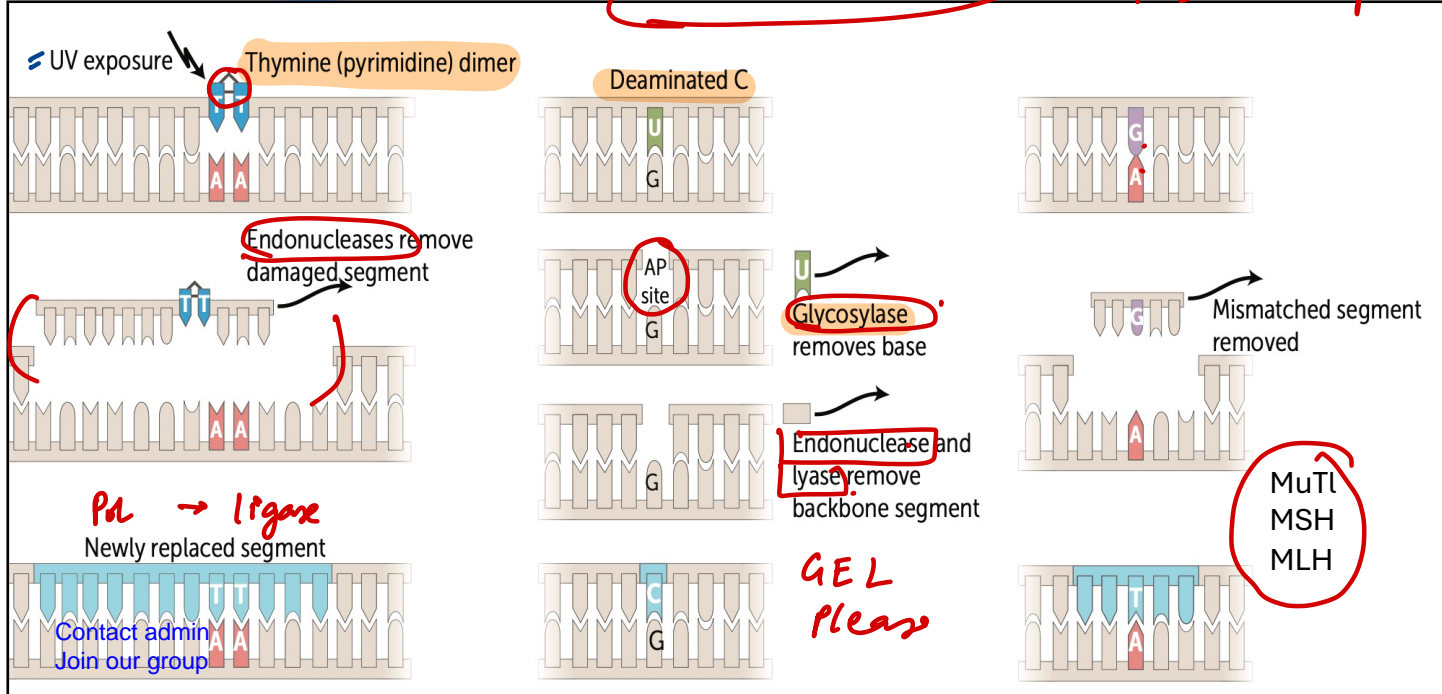 UV exposure
Thymine (pyrimidine) dimer
T T
A A
Endonucleases remove
damaged segment
T T
A A
Pol → ligase
Newly replaced segment
T T
A A
Contact admin
Join our group
Deaminated C
U
G
AP
site
G
U
Glycosylase
removes base
G
Endonuclease and
lyase remove
backbone segment
C
G
GEL
Please
G
A
G
Mismatched segment
removed
A
MuTl
MSH
MLH
T
A